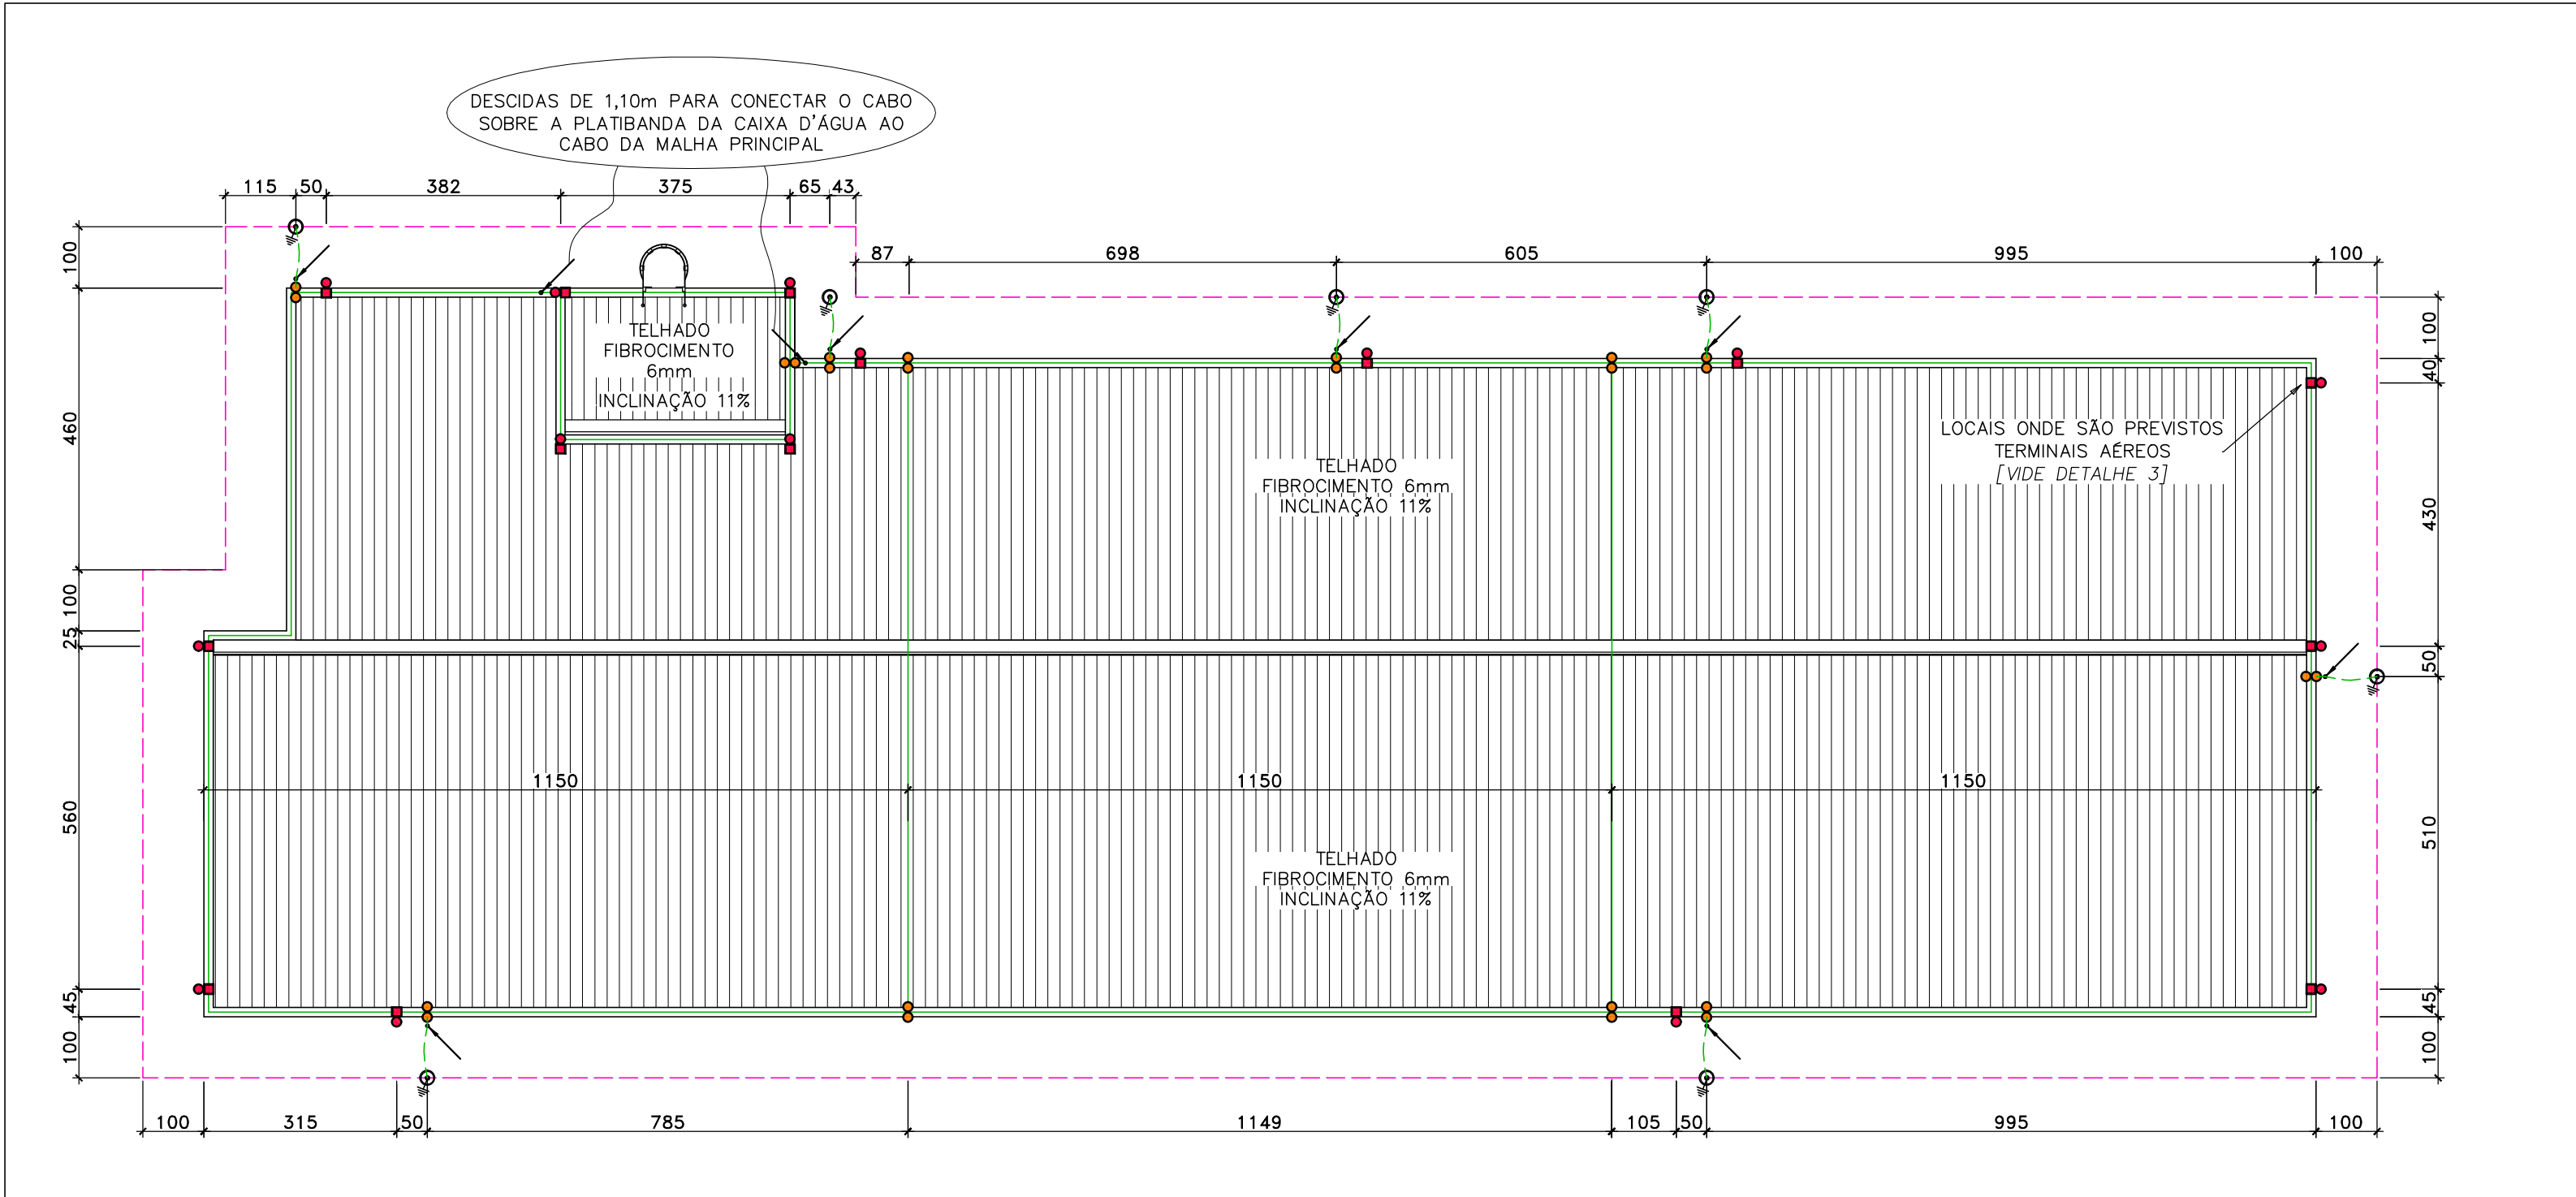 DESCIDAS DE 1,10m PARA CONECTAR O CABO
SOBRE A PLATIBANDA DA CAIXA D'ÁGUA AO
CABO DA MALHA PRINCIPAL
115 50 382 375 65 43
87 698 605 995 100
100
460
100
25
560
45
100
TELHADO
FIBROCIMENTO
6mm
INCLINAÇÃO 11%
TELHADO
FIBROCIMENTO 6mm
INCLINAÇÃO 11%
LOCAIS ONDE SÃO PREVISTOS
TERMINAIS AÉREOS
[VIDE DETALHE 3]
100
40
430
50
510
45
100
1150 1150 1150
TELHADO
FIBROCIMENTO 6mm
INCLINAÇÃO 11%
100 315 50 785 1149 105 50 995 100